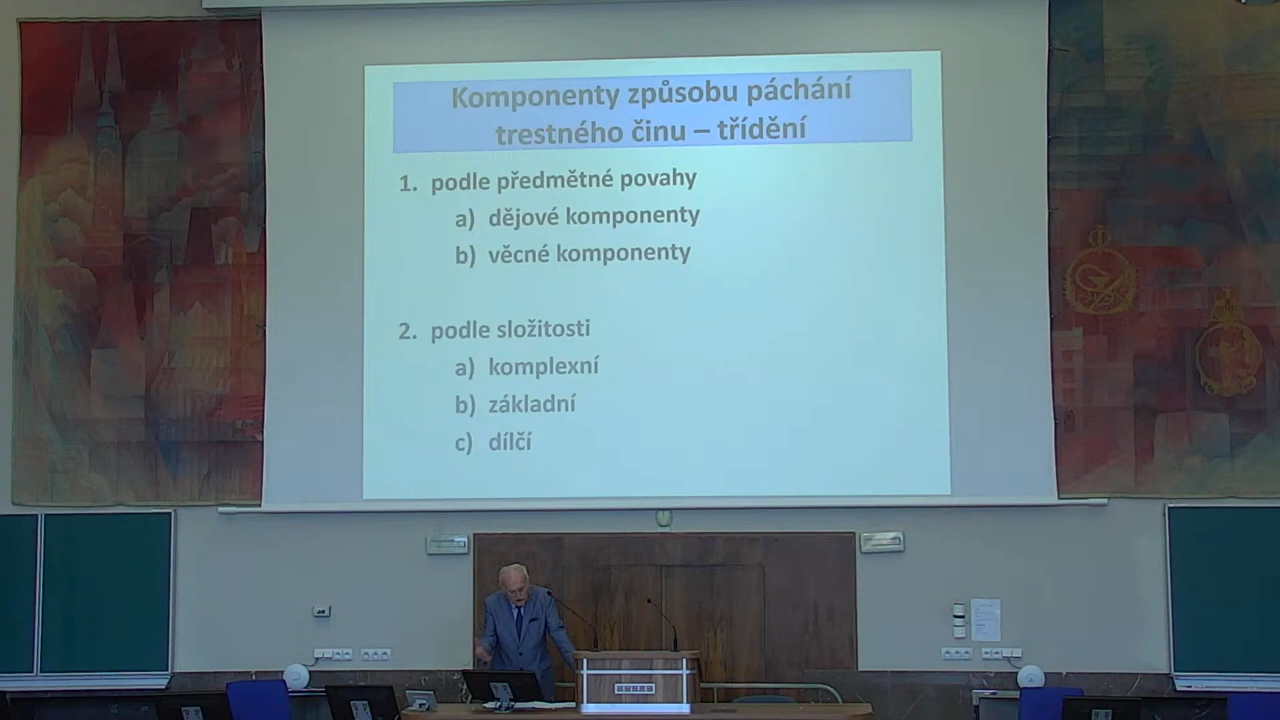 Komponenty způsobu páchání
trestného činu – třídění
1. podle předmětné povahy
a) dějové komponenty
b) věcné komponenty
2. podle složitosti
a) komplexní
b) základní
c) dílčí